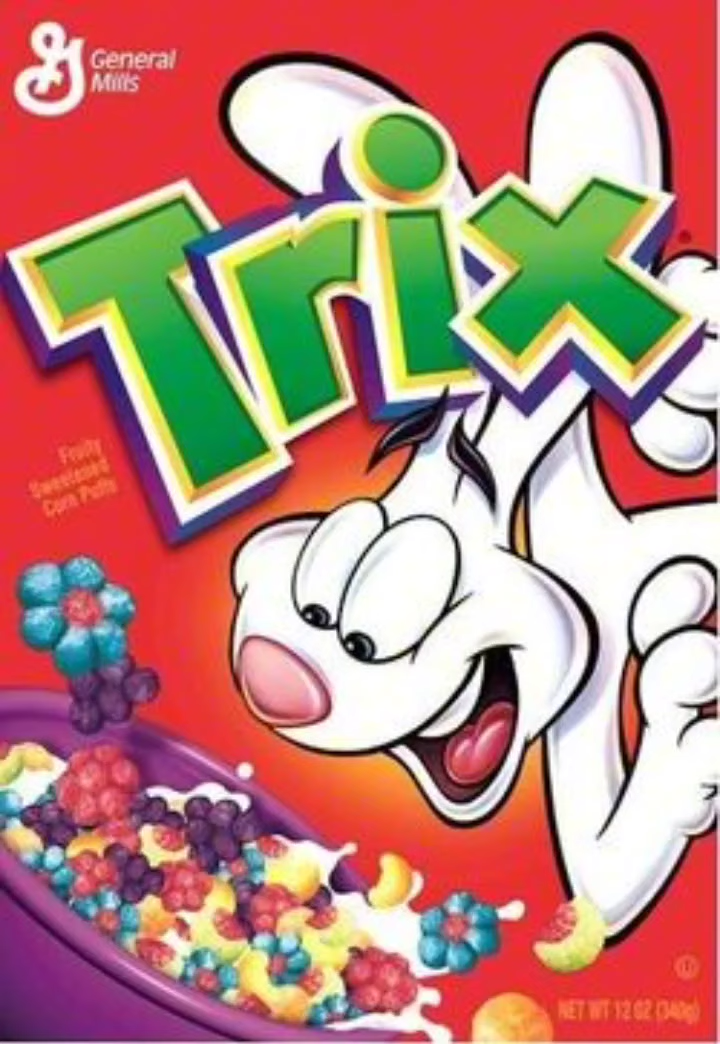 General
Mills
Trix
Fruity
Sweetened
Corn Puffs
NET WT 12 OZ (340g)